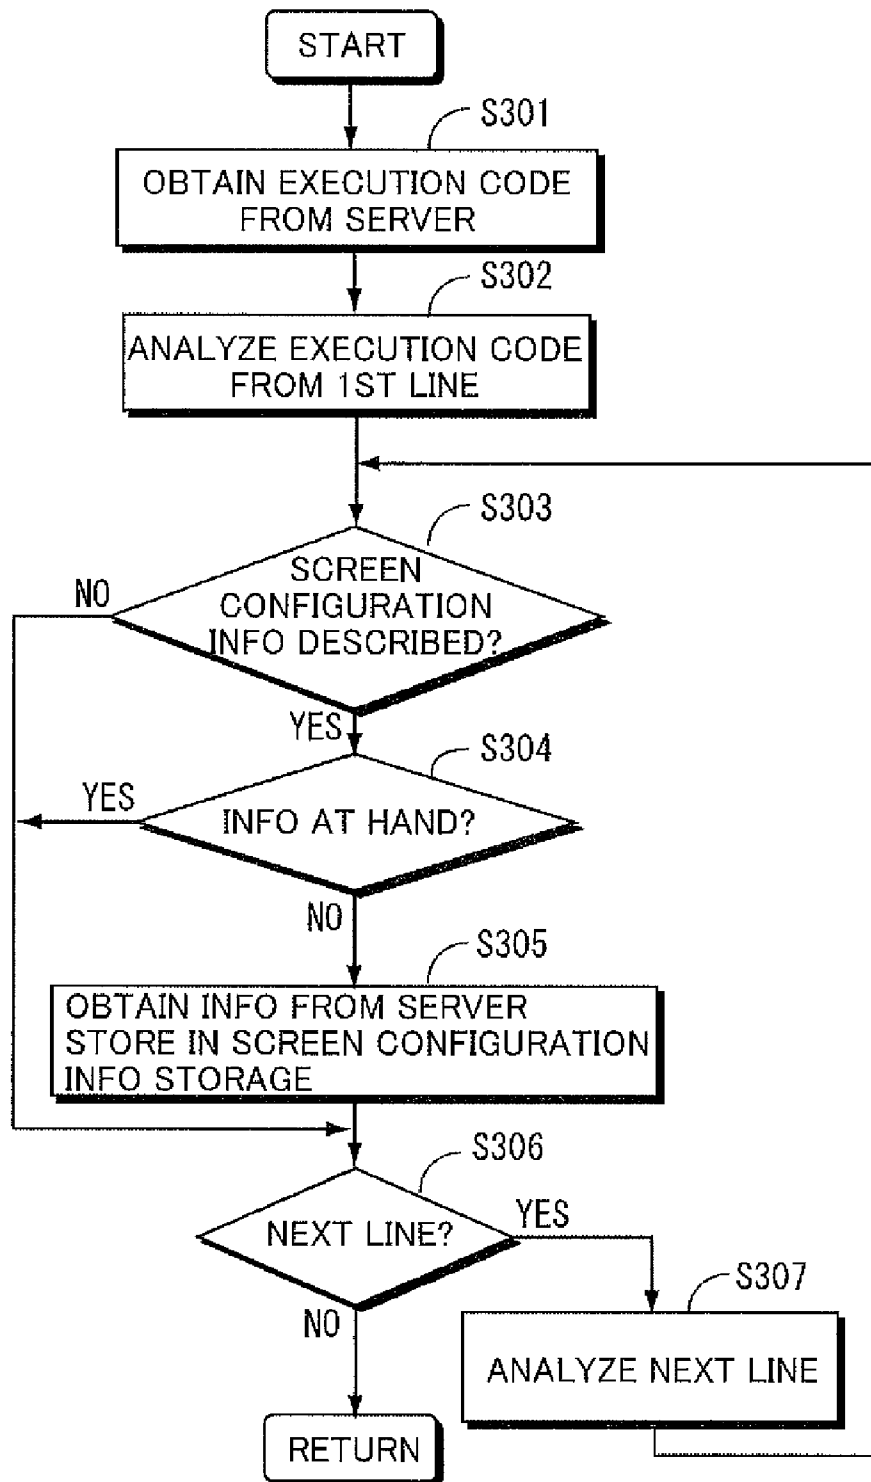 START
S301
OBTAIN EXECUTION CODE
FROM SERVER
S302
ANALYZE EXECUTION CODE
FROM 1ST LINE
S303
SCREEN
CONFIGURATION
INFO DESCRIBED?
NO
YES
S304
INFO AT HAND?
YES
NO
S305
OBTAIN INFO FROM SERVER
STORE IN SCREEN CONFIGURATION
INFO STORAGE
S306
NEXT LINE?
YES
NO
S307
ANALYZE NEXT LINE
RETURN